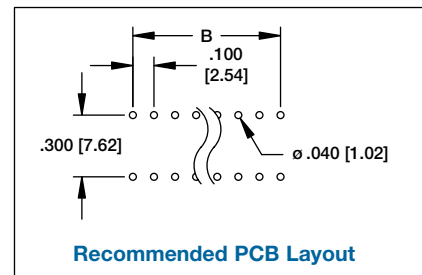 B
.100
[2.54]
.300 [7.62]
ø .040 [1.02]
Recommended PCB Layout